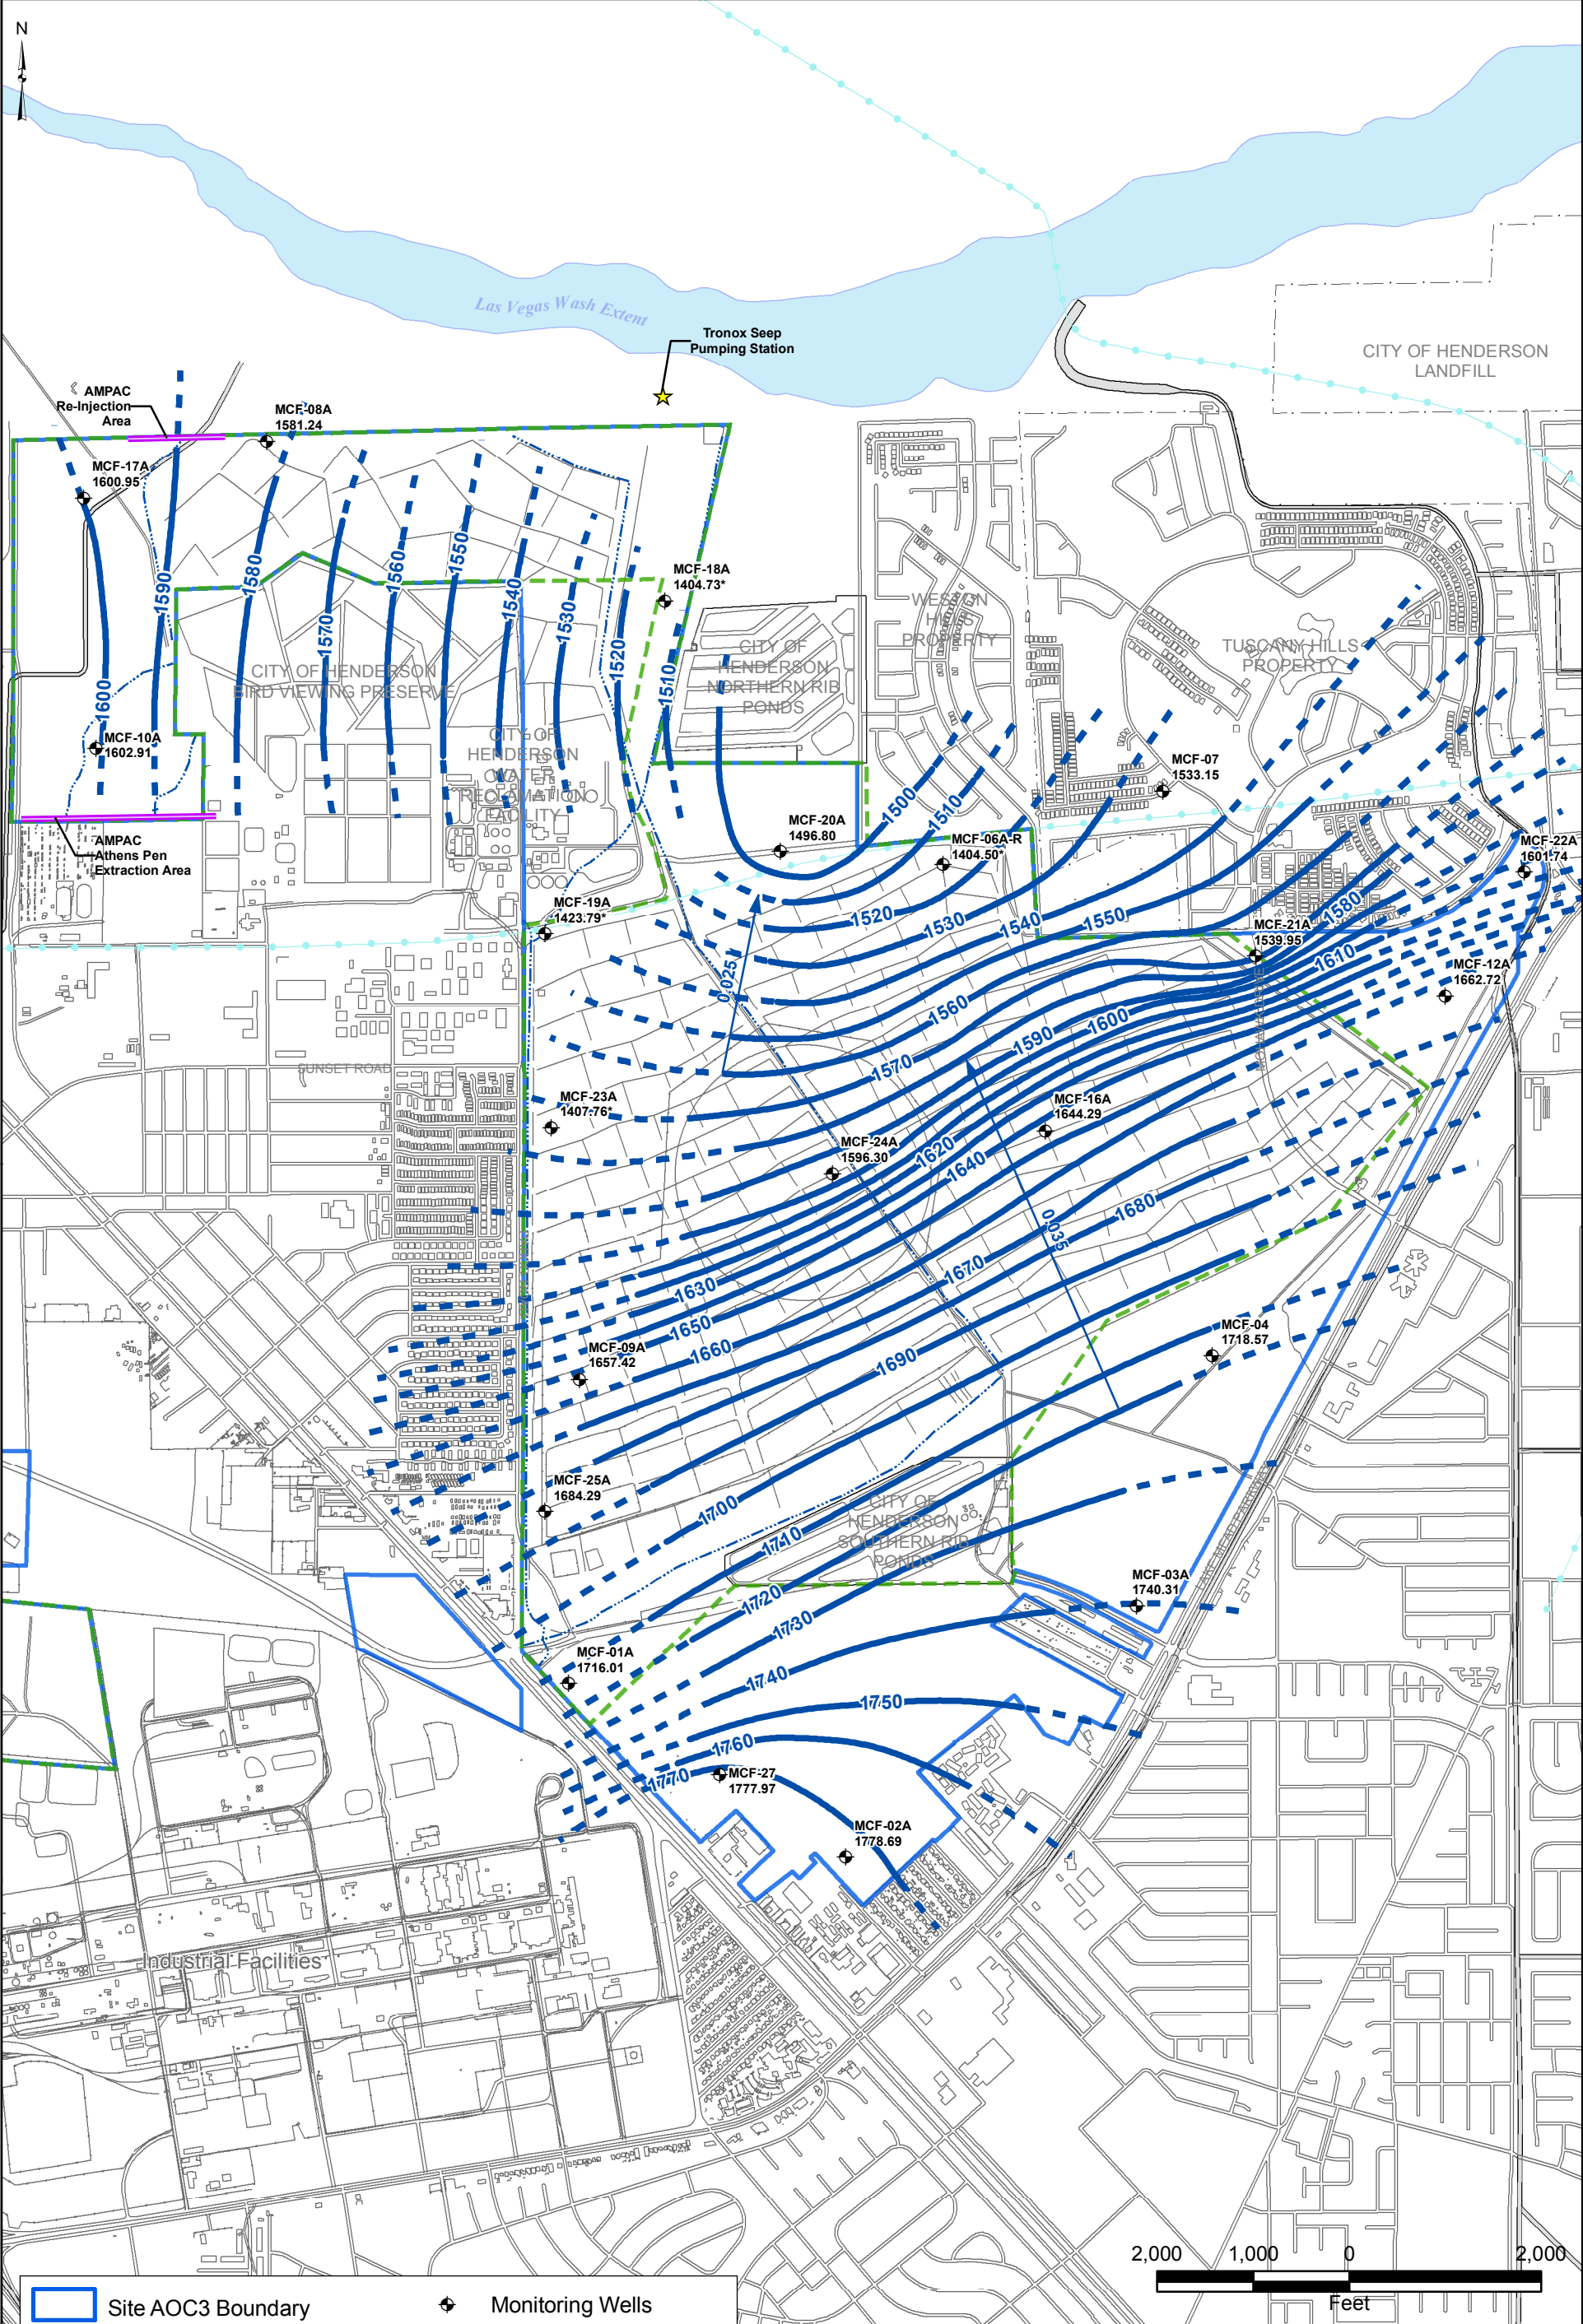 N
Las Vegas Wash Extent
Tronox Seep
Pumping Station
CITY OF HENDERSON
LANDFILL
AMPAC
Re-Injection
Area
MCF-08A
1581.24
MCF-17A
1600.95
MCF-18A
1404.73*
WESTON
HILLS
PROPERTY
TUSCANY HILLS
PROPERTY
CITY OF
HENDERSON
NORTHERN RIB
PONDS
CITY OF HENDERSON
BIRD VIEWING PRESERVE
1600
1590
1580
1570
1560
1550
1540
1530
1520
1510
MCF-10A
1602.91
CITY OF
HENDERSON
WATER
RECLAMATION
FACILITY
MCF-07
1533.15
1500
1510
MCF-20A
1496.80
MCF-06A-R
1404.50*
MCF-22A
1601.74
AMPAC
Athens Pen
Extraction Area
MCF-19A
1423.79*
1520
1530
1540
1550
1580
MCF-21A
1539.95
1610
MCF-12A
1662.72
0.025
1560
1570
1590
1600
SUNSET ROAD
MCF-23A
1407.76*
MCF-16A
1644.29
MCF-24A
1596.30
1620
1640
1680
0.035
1670
1630
1650
1660
1690
MCF-09A
1657.42
MCF-04
1718.57
MCF-25A
1684.29
1700
1710
CITY OF
HENDERSON
SOUTHERN RIB
PONDS
LAKE MEAD PARKWAY
1720
1730
MCF-03A
1740.31
MCF-01A
1716.01
1740
1750
1760
1770
MCF-27
1777.97
MCF-02A
1778.69
Industrial Facilities
2,000 1,000 0 2,000
Feet
Site AOC3 Boundary
Monitoring Wells